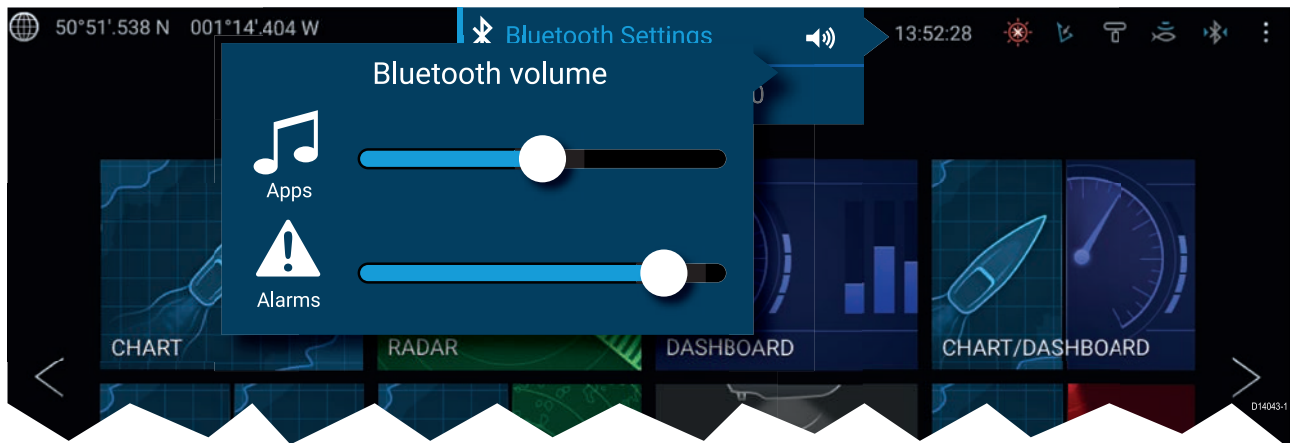 50°51'.538 N 001°14'.404 W
Bluetooth Settings
13:52:28
Bluetooth volume
Apps
Alarms
CHART
RADAR
DASHBOARD
CHART/DASHBOARD
D14043-1